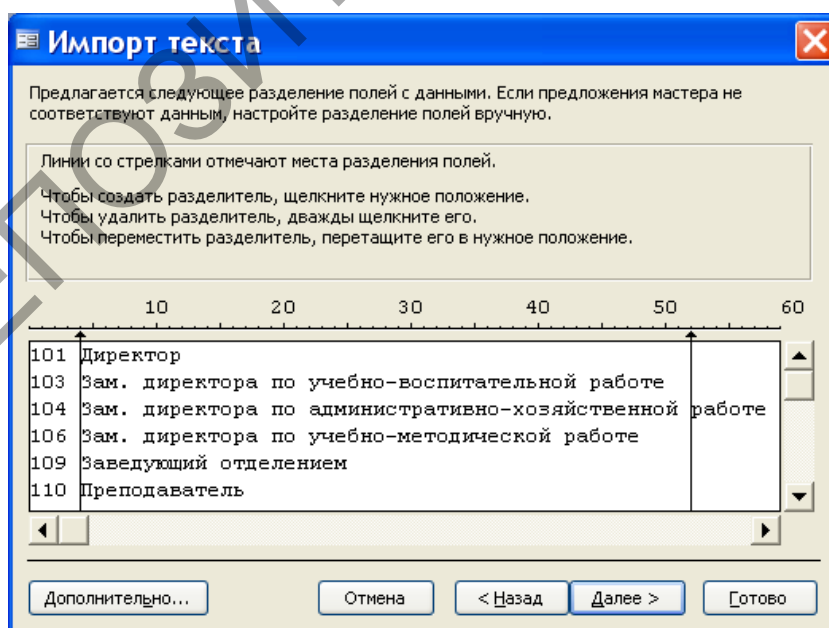 ЕПОЗИТ
Импорт текста
Предлагается следующее разделение полей с данными. Если предложения мастера не
соответствуют данным, настройте разделение полей вручную.
Линии со стрелками отмечают места разделения полей.
Чтобы создать разделитель, щелкните нужное положение.
Чтобы удалить разделитель, дважды щелкните его.
Чтобы переместить разделитель, перетащите его в нужное положение.
10 20 30 40 50 60
101 Директор
103 Зам. директора по учебно-воспитательной работе
104 Зам. директора по административно-хозяйственной работе
106 Зам. директора по учебно-методической работе
109 Заведующий отделением
110 Преподаватель
Дополнительно... Отмена < Назад Далее > Готово